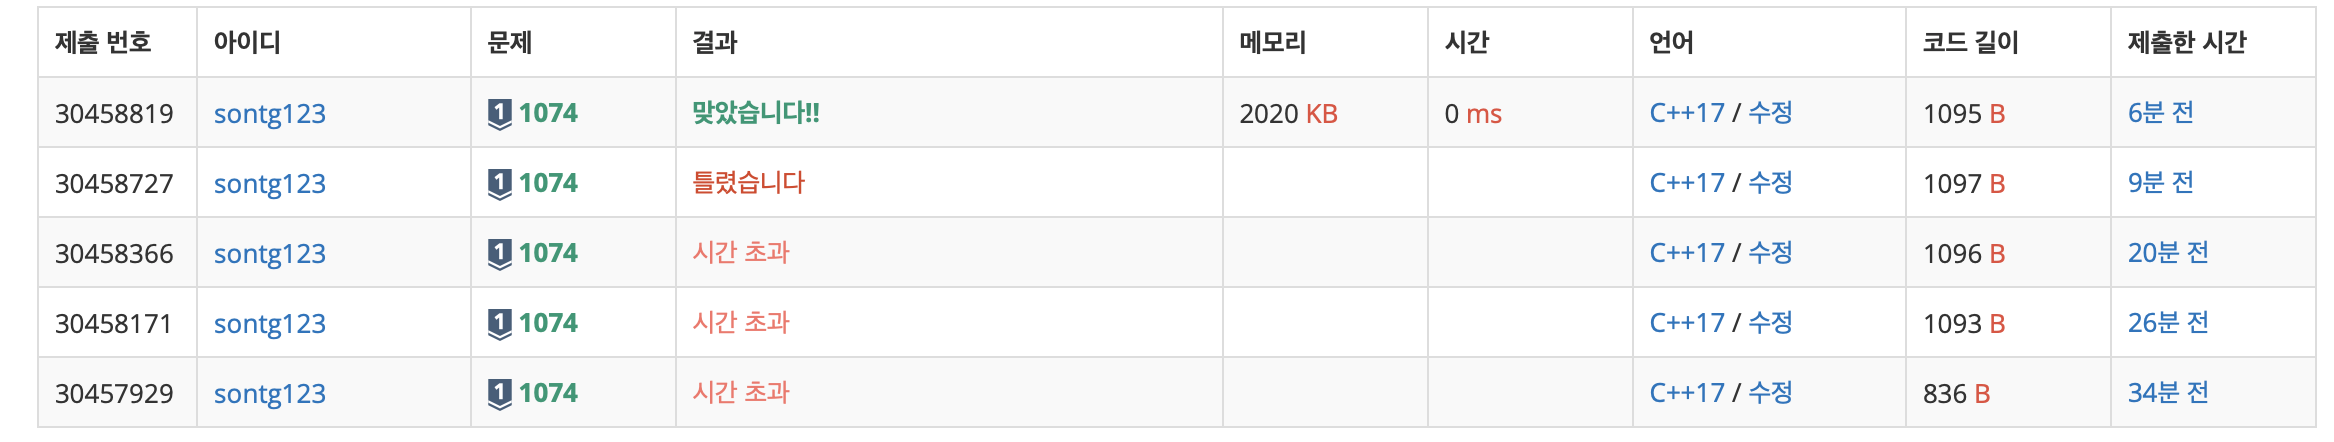 제출 번호 아이디 문제 결과 메모리 시간 언어 코드 길이 제출한 시간
30458819 sontg123 1 1074 맞았습니다!! 2020 KB 0 ms C++17 / 수정 1095 B 6분 전
30458727 sontg123 1 1074 틀렸습니다 C++17 / 수정 1097 B 9분 전
30458366 sontg123 1 1074 시간 초과 C++17 / 수정 1096 B 20분 전
30458171 sontg123 1 1074 시간 초과 C++17 / 수정 1093 B 26분 전
30457929 sontg123 1 1074 시간 초과 C++17 / 수정 836 B 34분 전